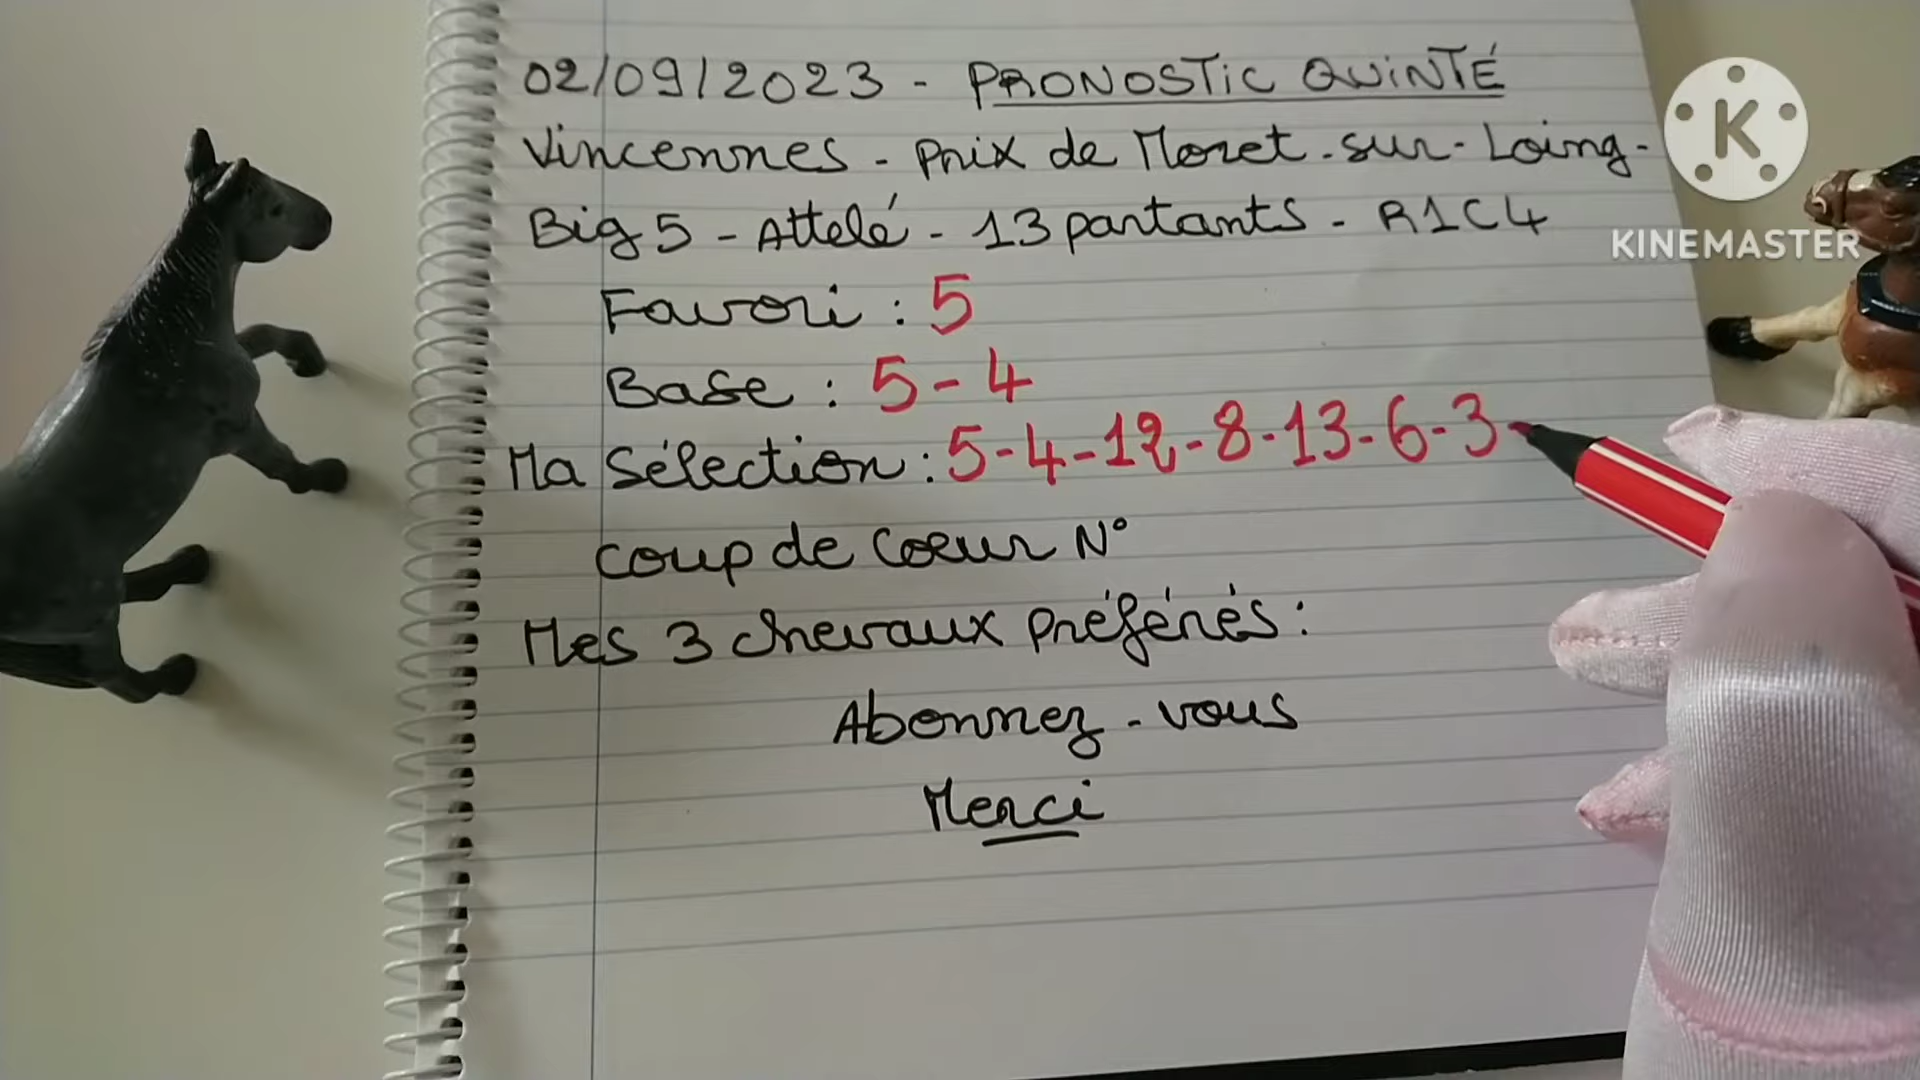 02/09/2023 - PRONOSTiC QUiNTÉ
Vincennes - Prix de Moret-sur-Loing-
Big 5 - Attelé - 13 partants - R1C4
Favori : 5
Base : 5-4
Ma Sélection : 5-4-12-8-13-6-3-
coup de Coeur N°
Mes 3 chevaux préférés :
Abonnez-vous
Merci
K
KINEMASTER